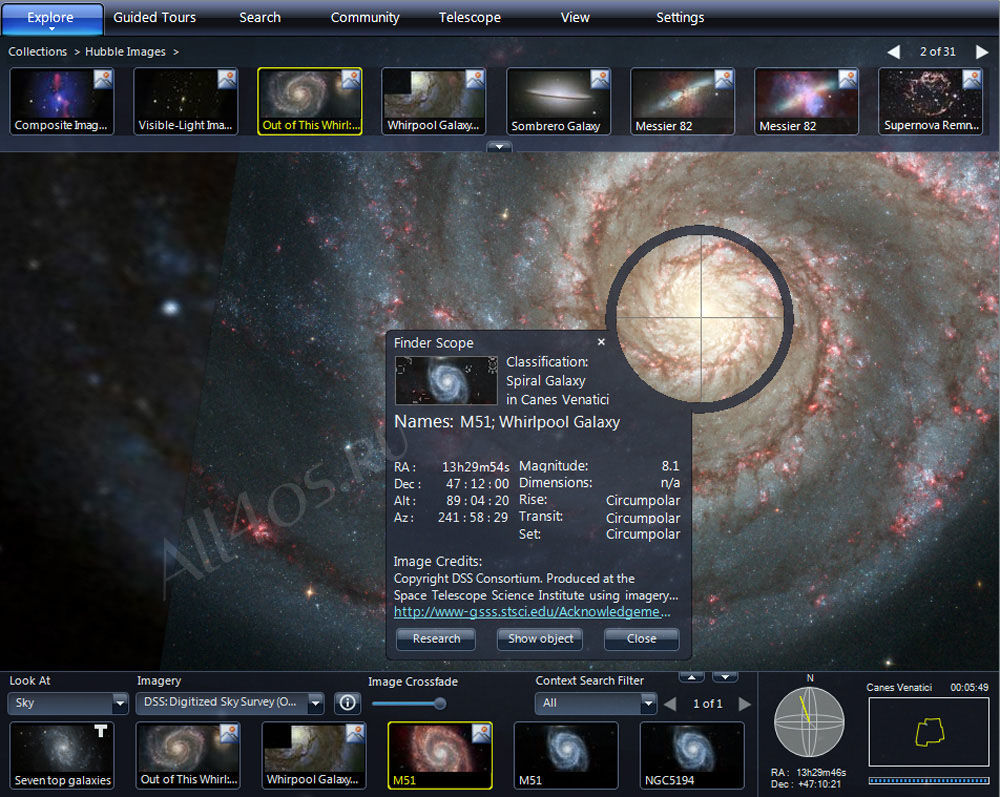 Explore Guided Tours Search Community Telescope View Settings
Collections > Hubble Images >
2 of 31
Composite Imag... Visible-Light Ima... Out of This Whirl:... Whirpool Galaxy... Sombrero Galaxy Messier 82 Messier 82 Supernova Remn...
Finder Scope
Classification:
Spiral Galaxy
in Canes Venatici
Names: M51; Whirlpool Galaxy
RA : 13h29m54s
Dec : 47 : 12 : 00
Alt : 89 : 04 : 20
Az : 241 : 58 : 29
Magnitude: 8.1
Dimensions: n/a
Rise: Circumpolar
Transit: Circumpolar
Set: Circumpolar
Image Credits:
Copyright DSS Consortium. Produced at the
Space Telescope Science Institute using imagery...
http://www-gsss.stsci.edu/Acknowledgeme...
Research Show object Close
All4os.RU
Look At
Sky
Imagery
DSS: Digitized Sky Survey (O...
Image Crossfade
Context Search Filter
All
1 of 1
Seven top galaxies Out of This Whirl:... Whirpool Galaxy... M51 M51 NGC5194
N
RA : 13h29m46s
Dec : +47:10:21
Canes Venatici 00:05:49